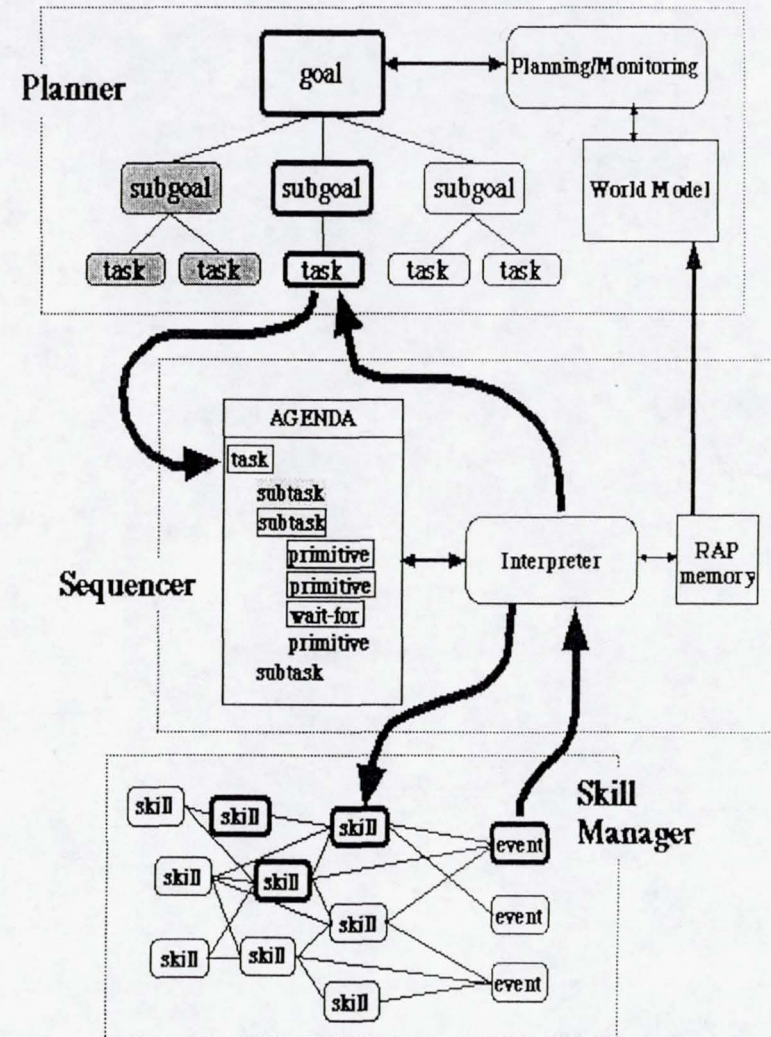 Planner
goal
Planning/Monitoring
subgoal
subgoal
subgoal
World Model
task
task
task
task
task
AGENDA
task
subtask
subtask
primitive
primitive
wait-for
primitive
subtask
Sequencer
Interpreter
RAP
memory
Skill
Manager
skill
skill
skill
event
skill
skill
skill
event
skill
skill
skill
event